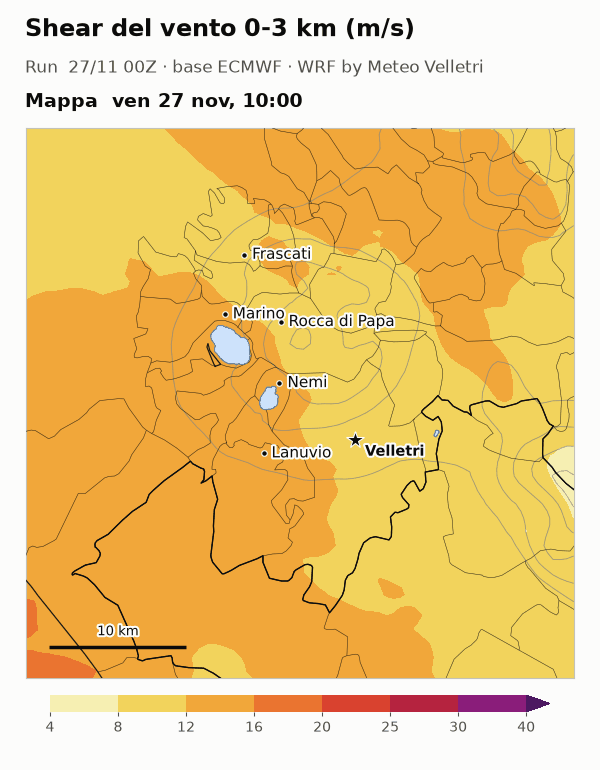 Shear del vento 0-3 km (m/s)
Run  27/11 00Z · base ECMWF · WRF by Meteo Velletri
Mappa  ven 27 nov, 10:00
Frascati
Marino
Rocca di Papa
Nemi
Velletri
Lanuvio
10 km
4 8 12 16 20 25 30 40